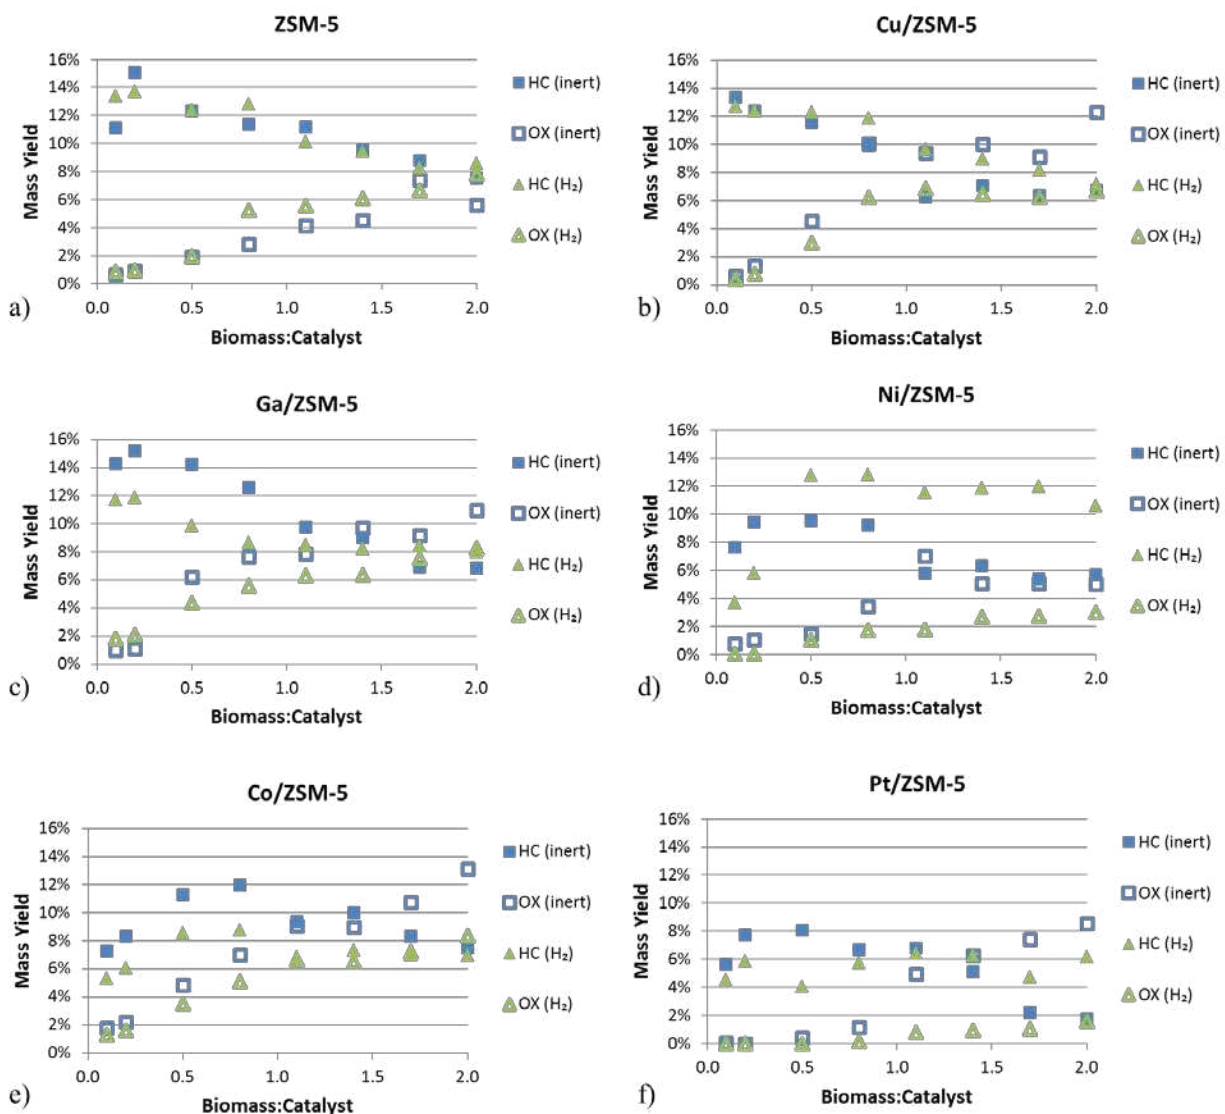 ZSM-5
16%
14%
12%
10%
8%
6%
4%
2%
0%
Mass Yield
0.0 0.5 1.0 1.5 2.0
Biomass:Catalyst
HC (inert)
OX (inert)
HC (H₂)
OX (H₂)
a)
Cu/ZSM-5
16%
14%
12%
10%
8%
6%
4%
2%
0%
Mass Yield
0.0 0.5 1.0 1.5 2.0
Biomass:Catalyst
HC (inert)
OX (inert)
HC (H₂)
OX (H₂)
b)
Ga/ZSM-5
16%
14%
12%
10%
8%
6%
4%
2%
0%
Mass Yield
0.0 0.5 1.0 1.5 2.0
Biomass:Catalyst
HC (inert)
OX (inert)
HC (H₂)
OX (H₂)
c)
Ni/ZSM-5
16%
14%
12%
10%
8%
6%
4%
2%
0%
Mass Yield
0.0 0.5 1.0 1.5 2.0
Biomass:Catalyst
HC (inert)
OX (inert)
HC (H₂)
OX (H₂)
d)
Co/ZSM-5
16%
14%
12%
10%
8%
6%
4%
2%
0%
Mass Yield
0.0 0.5 1.0 1.5 2.0
Biomass:Catalyst
HC (inert)
OX (inert)
HC (H₂)
OX (H₂)
e)
Pt/ZSM-5
16%
14%
12%
10%
8%
6%
4%
2%
0%
Mass Yield
0.0 0.5 1.0 1.5 2.0
Biomass:Catalyst
HC (inert)
OX (inert)
HC (H₂)
OX (H₂)
f)